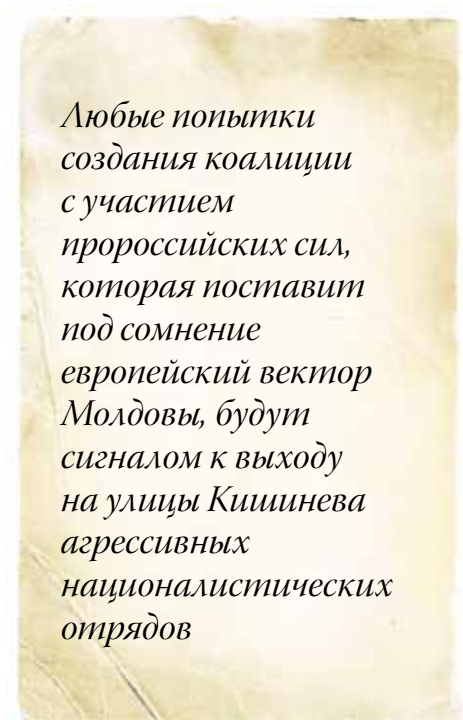 Любые попытки
создания коалиции
с участием
пророссийских сил,
которая поставит
под сомнение
европейский вектор
Молдовы, будут
сигналом к выходу
на улицы Кишинева
агрессивных
националистических
отрядов